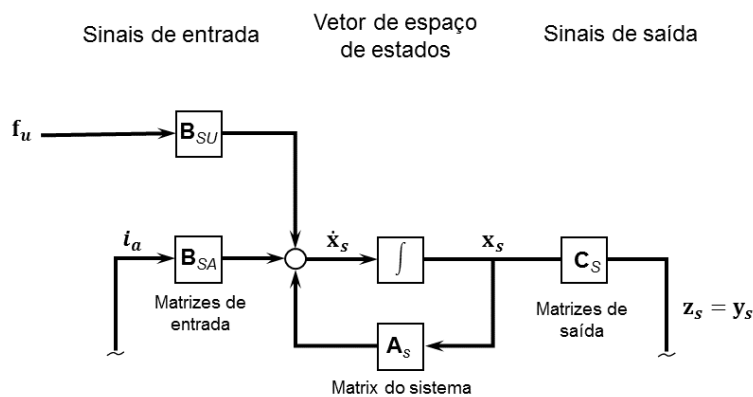 Sinais de entrada
Vetor de espaço
de estados
Sinais de saída
f_u
B_SU
i_a
B_SA
ẋ_s
∫
x_s
C_S
Matrizes de
entrada
Matrizes de
saída
z_s = y_s
A_s
Matrix do sistema